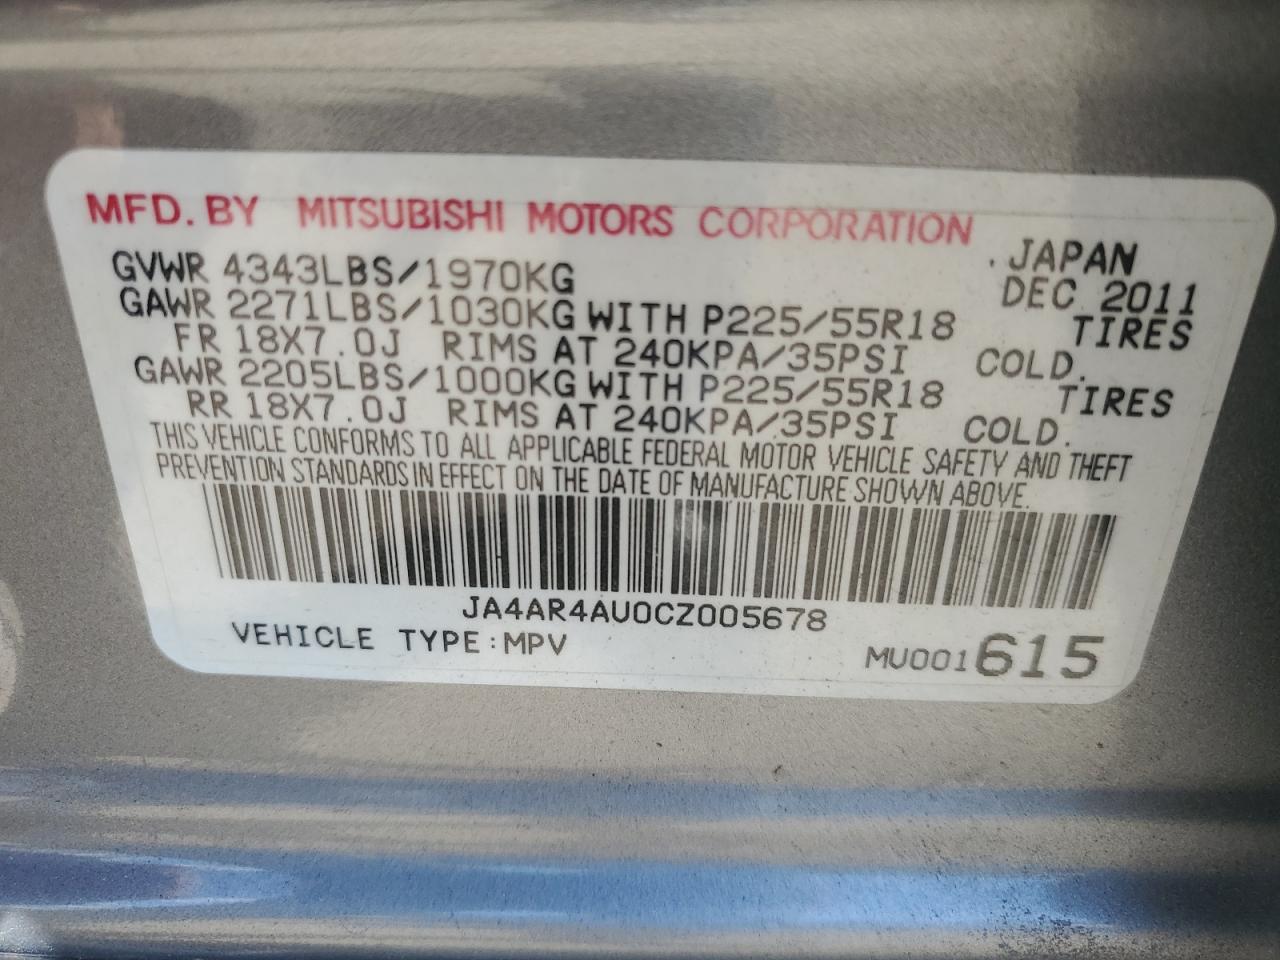 MFD. BY MITSUBISHI MOTORS CORPORATION
GVWR 4343LBS/1970KG . JAPAN
DEC 2011
GAWR 2271LBS/1030KG WITH P225/55R18 TIRES
FR 18X7.0J RIMS AT 240KPA/35PSI COLD.
GAWR 2205LBS/1000KG WITH P225/55R18 TIRES
RR 18X7.0J RIMS AT 240KPA/35PSI COLD.
THIS VEHICLE CONFORMS TO ALL APPLICABLE FEDERAL MOTOR VEHICLE SAFETY AND THEFT
PREVENTION STANDARDS IN EFFECT ON THE DATE OF MANUFACTURE SHOWN ABOVE.
JA4AR4AU0CZ005678
VEHICLE TYPE:MPV MU001615